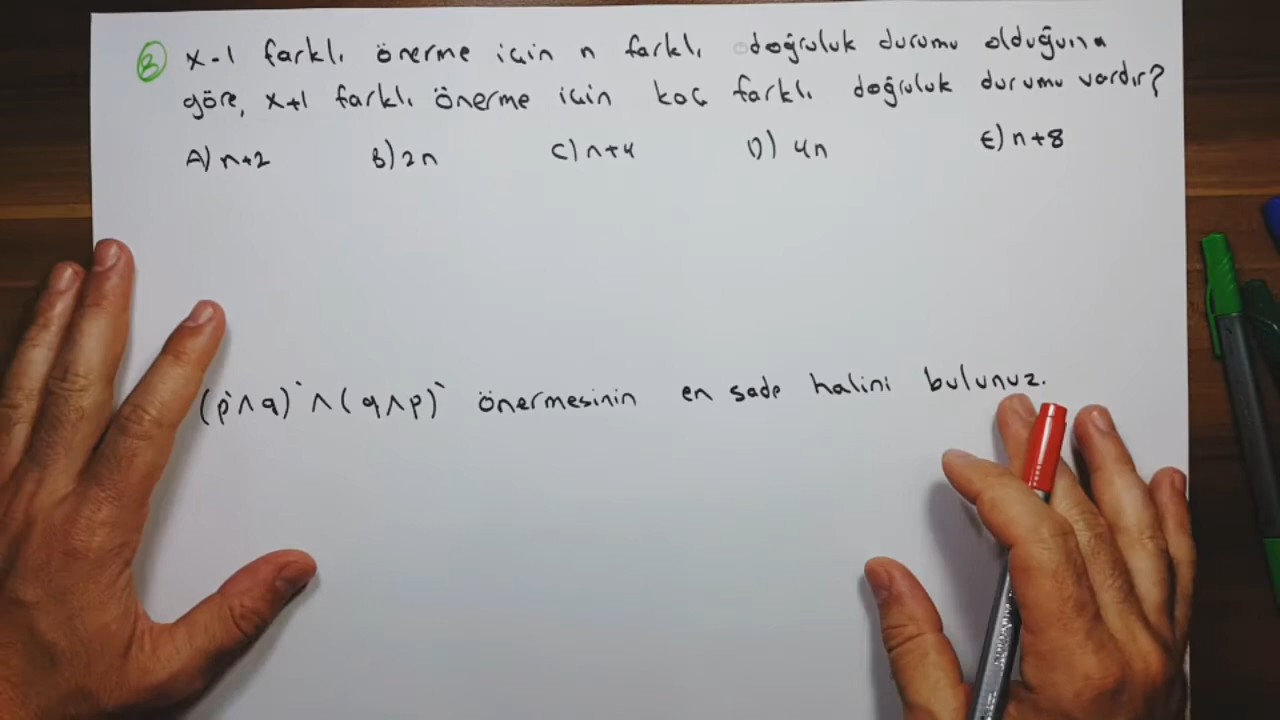 3 x-1 farklı önerme için n farklı doğruluk durumu olduğuna
göre, x+1 farklı önerme için kaç farklı doğruluk durumu vardır?
A) n+2 B) 2n C) n+4 D) 4n E) n+8
(p`∧q)`∧(q∧p)` önermesinin en sade halini bulunuz.